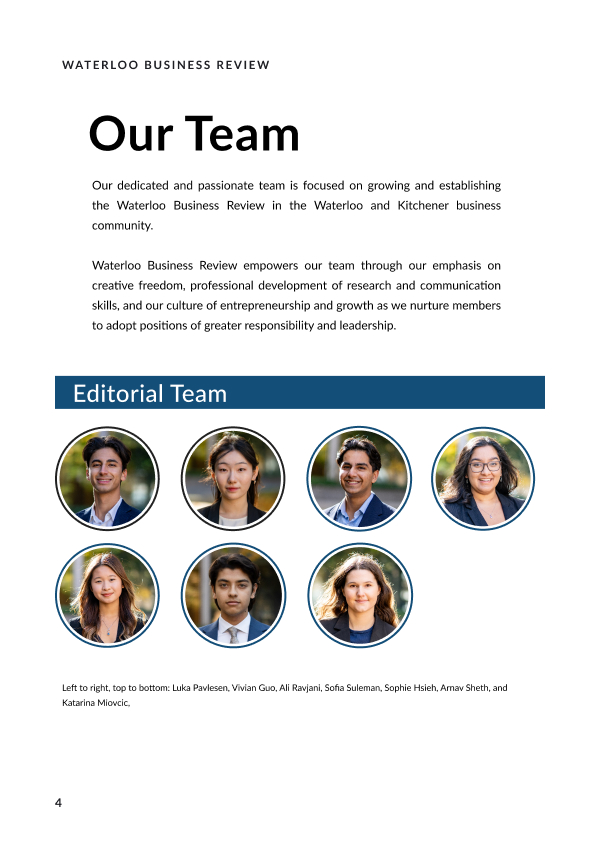 WATERLOO BUSINESS REVIEW
Our Team
Our dedicated and passionate team is focused on growing and establishing
the Waterloo Business Review in the Waterloo and Kitchener business
community.
Waterloo Business Review empowers our team through our emphasis on
creative freedom, professional development of research and communication
skills, and our culture of entrepreneurship and growth as we nurture members
to adopt positions of greater responsibility and leadership.
Editorial Team
Left to right, top to bottom: Luka Pavlesen, Vivian Guo, Ali Ravjani, Sofia Suleman, Sophie Hsieh, Arnav Sheth, and
Katarina Miovcic,
4